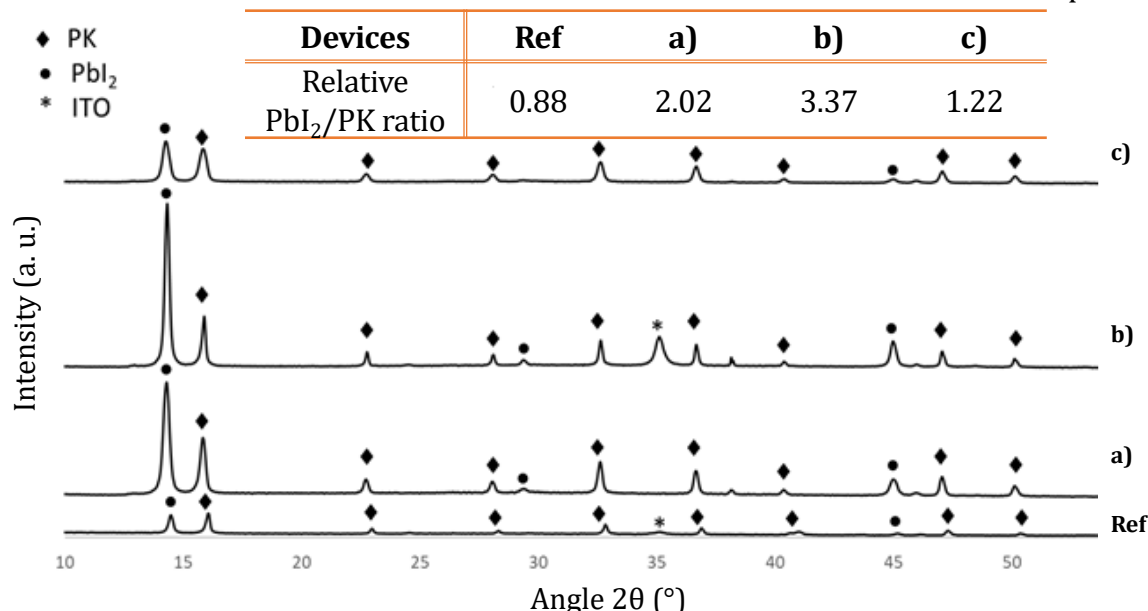 ◆ PK
● PbI₂
* ITO
Devices Ref a) b) c)
Relative PbI₂/PK ratio 0.88 2.02 3.37 1.22
c)
b)
a)
Ref
Intensity (a. u.)
10 15 20 25 30 35 40 45 50
Angle 2θ (°)